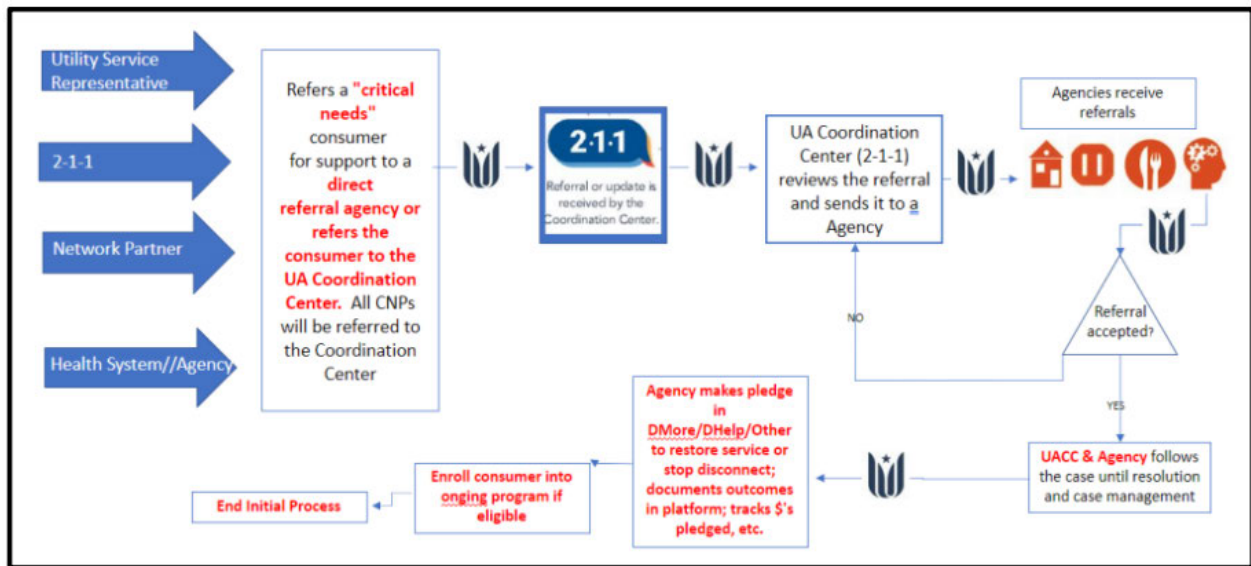 Utility Service
Representative
2-1-1
Network Partner
Health System//Agency
Refers a "critical
needs"
consumer
for support to a
direct
referral agency or
refers the
consumer to the
UA Coordination
Center. All CNPs
will be referred to
the Coordination
Center
2·1·1
Referral or update is
received by the
Coordination Center.
UA Coordination
Center (2-1-1)
reviews the referral
and sends it to a
Agency
Agencies receive
referrals
Referral
accepted?
NO
YES
UACC & Agency follows
the case until resolution
and case management
Agency makes pledge
in
DMore/DHelp/Other
to restore service or
stop disconnect;
documents outcomes
in platform; tracks $'s
pledged, etc.
Enroll consumer into
onging program if
eligible
End Initial Process